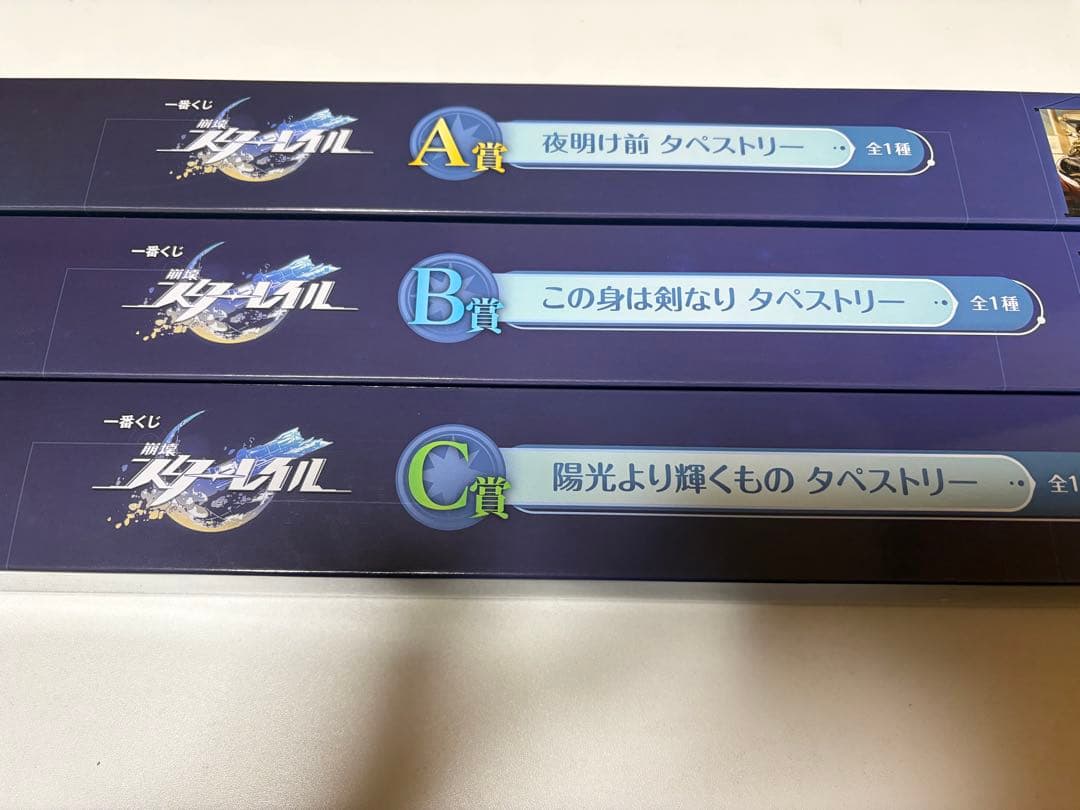 一番くじ
崩壊
スターレイル
A賞
夜明け前 タペストリー
全1種
一番くじ
崩壊
スターレイル
B賞
この身は剣なり タペストリー
全1種
一番くじ
崩壊
スターレイル
C賞
陽光より輝くもの タペストリー
全1